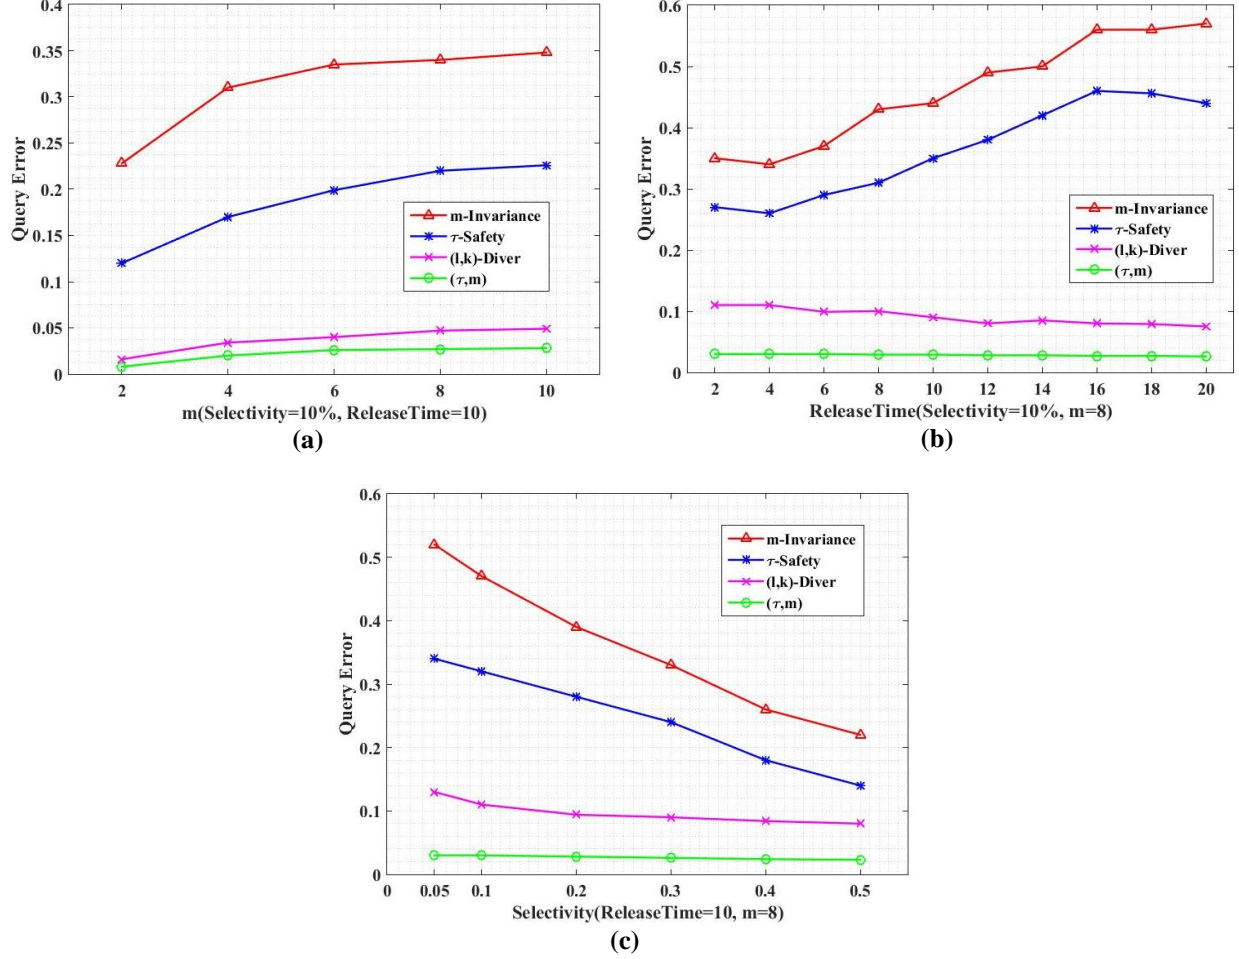 0.4
0.35
0.3
0.25
0.2
0.15
0.1
0.05
0
Query Error
m-Invariance
τ-Safety
(l,k)-Diver
(τ,m)
2 4 6 8 10
m(Selectivity=10%, ReleaseTime=10)
(a)
0.6
0.5
0.4
0.3
0.2
0.1
0
Query Error
m-Invariance
τ-Safety
(l,k)-Diver
(τ,m)
2 4 6 8 10 12 14 16 18 20
ReleaseTime(Selectivity=10%, m=8)
(b)
0.6
0.5
0.4
0.3
0.2
0.1
0
Query Error
m-Invariance
τ-Safety
(l,k)-Diver
(τ,m)
0 0.05 0.1 0.2 0.3 0.4 0.5
Selectivity(ReleaseTime=10, m=8)
(c)